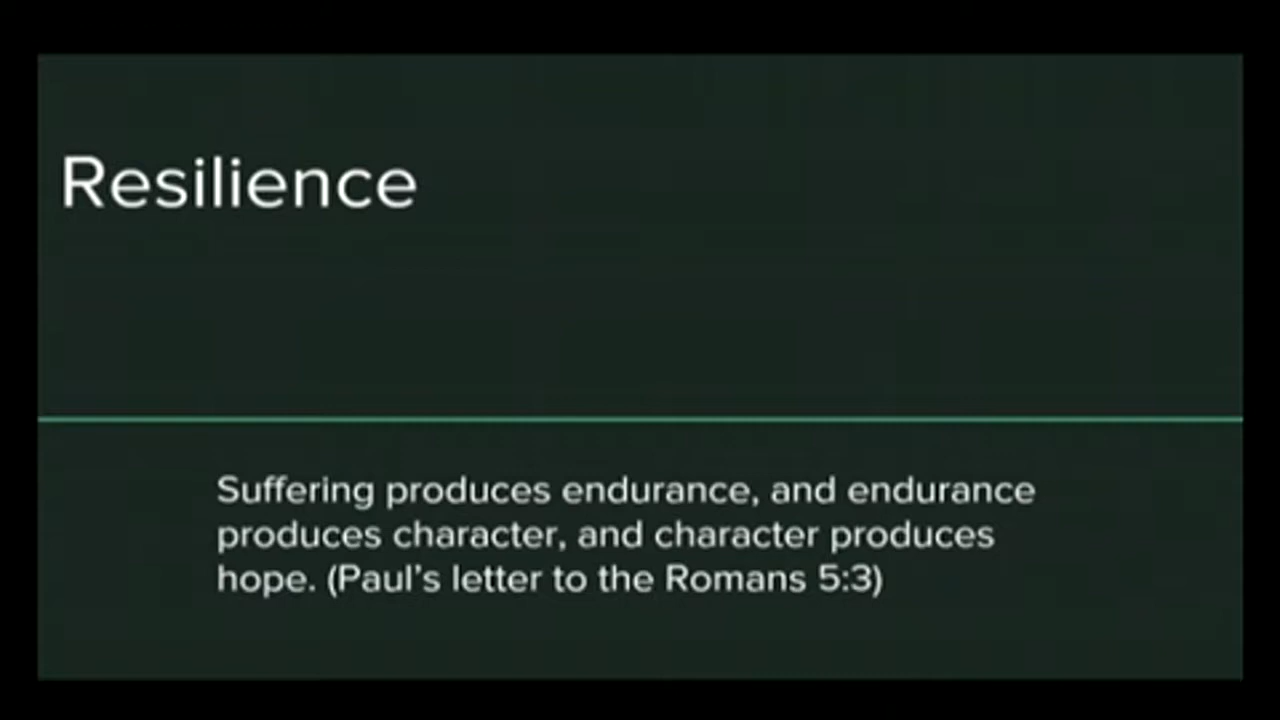 Resilience
Suffering produces endurance, and endurance
produces character, and character produces
hope. (Paul’s letter to the Romans 5:3)